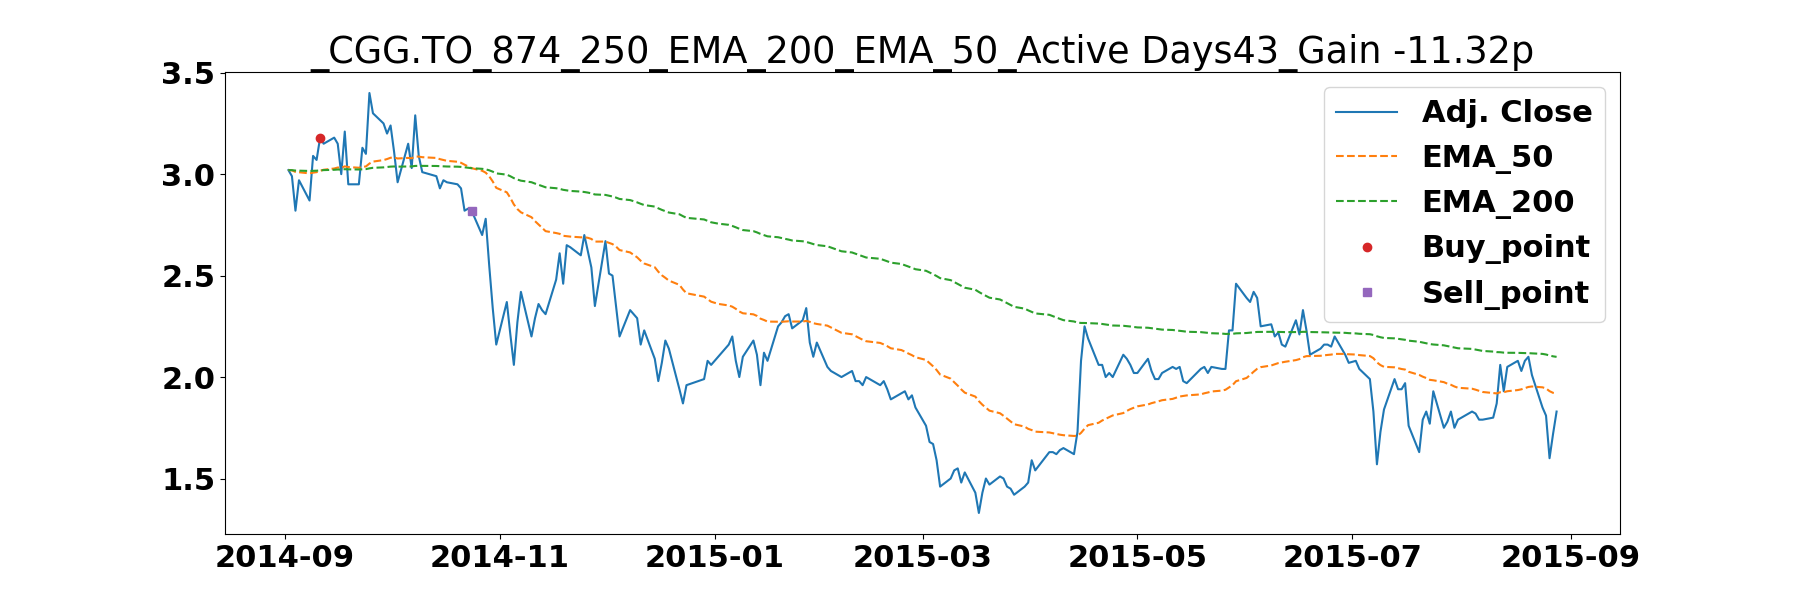 _CGG.TO_874_250_EMA_200_EMA_50_Active Days43_Gain -11.32p
3.5
3.0
2.5
2.0
1.5
Adj. Close
EMA_50
EMA_200
Buy_point
Sell_point
2014-09 2014-11 2015-01 2015-03 2015-05 2015-07 2015-09